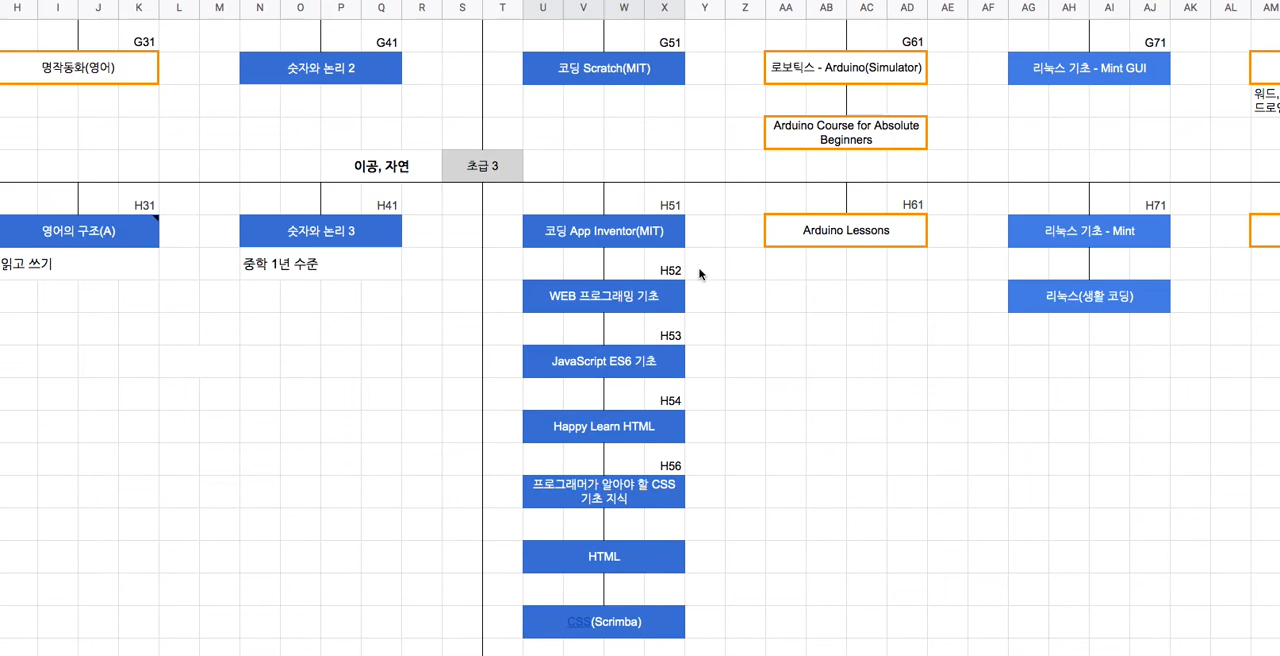 H I J K L M N O P Q R S T U V W X Y Z AA AB AC AD AE AF AG AH AI AJ AK AL AM
G31 G41 G51 G61 G71
명작동화(영어) 숫자와 논리 2 코딩 Scratch(MIT) 로보틱스 - Arduino(Simulator) 리눅스 기초 - Mint GUI
워드,
Arduino Course for Absolute
Beginners
이공, 자연 초급 3
H31 H41 H51 H61 H71
영어의 구조(A) 숫자와 논리 3 코딩 App Inventor(MIT) Arduino Lessons 리눅스 기초 - Mint
읽고 쓰기 중학 1년 수준
H52
WEB 프로그래밍 기초 리눅스(생활 코딩)
H53
JavaScript ES6 기초
H54
Happy Learn HTML
H56
프로그래머가 알아야 할 CSS
기초 지식
HTML
CSS(Scrimba)